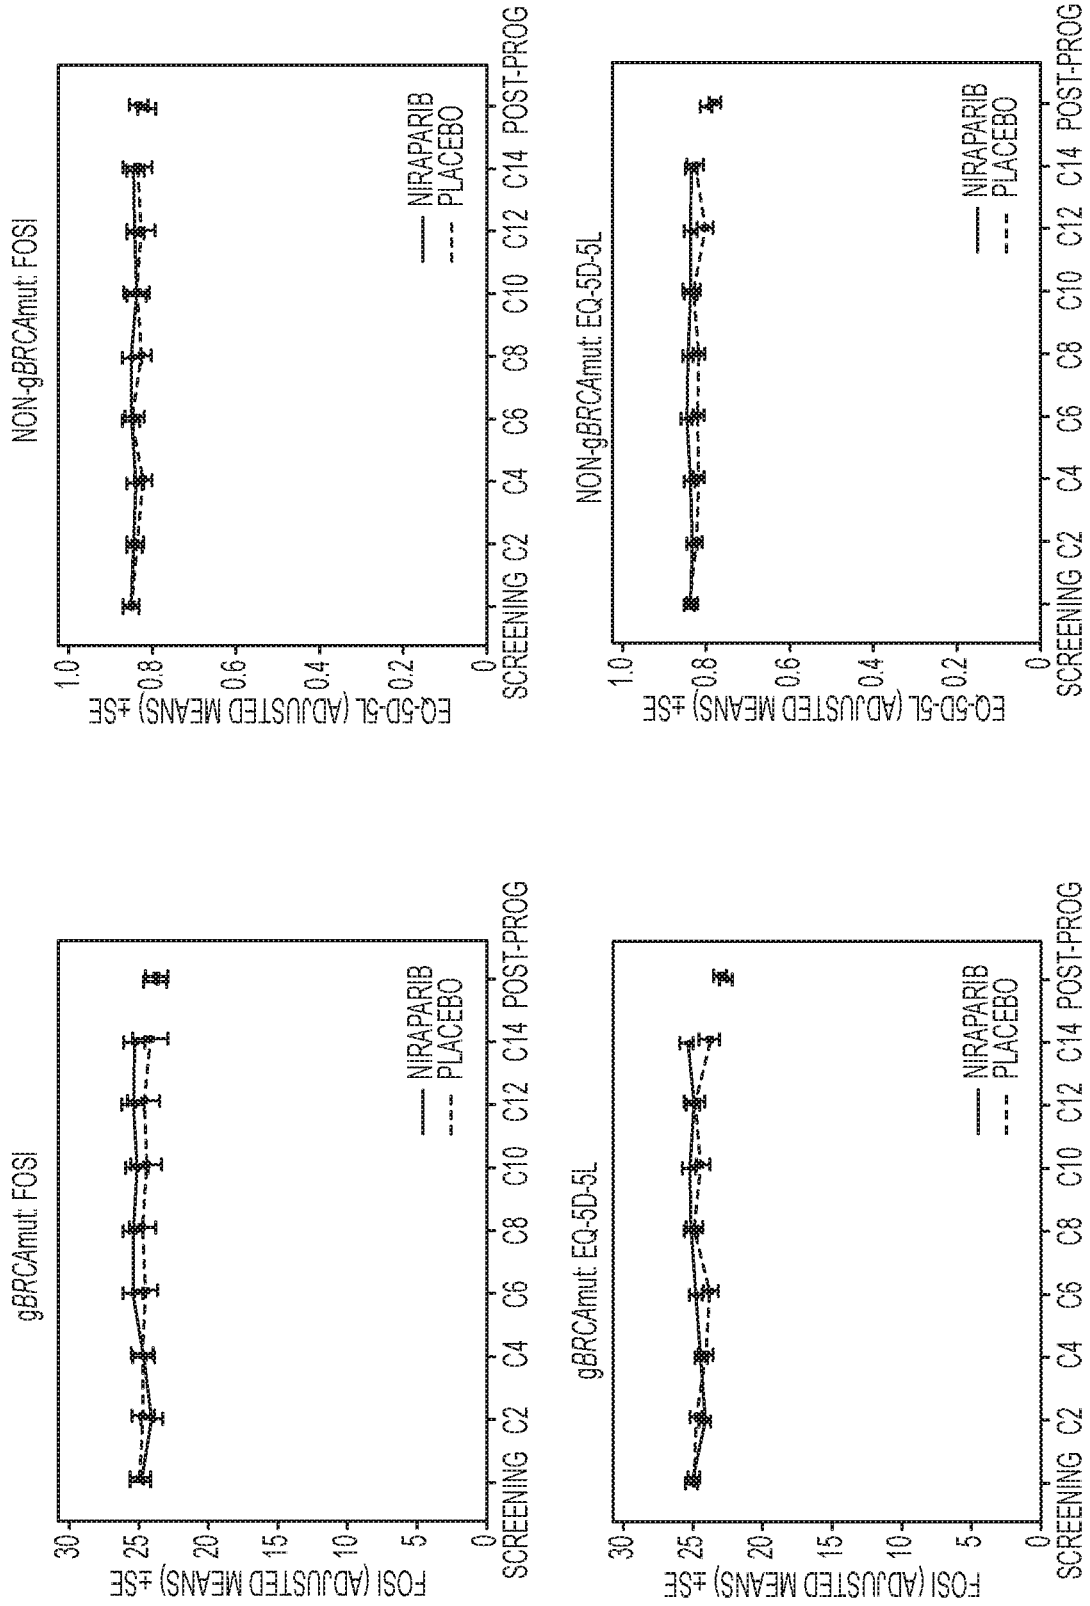 gBRCAmut: FOSI
FOSI (ADJUSTED MEANS) ±SE
30
25
20
15
10
5
0
NIRAPARIB
PLACEBO
SCREENING C2 C4 C6 C8 C10 C12 C14 POST-PROG
NON-gBRCAmut: FOSI
EQ-5D-5L (ADJUSTED MEANS) ±SE
1.0
0.8
0.6
0.4
0.2
0
NIRAPARIB
PLACEBO
SCREENING C2 C4 C6 C8 C10 C12 C14 POST-PROG
gBRCAmut: EQ-5D-5L
FOSI (ADJUSTED MEANS) ±SE
30
25
20
15
10
5
0
NIRAPARIB
PLACEBO
SCREENING C2 C4 C6 C8 C10 C12 C14 POST-PROG
NON-gBRCAmut: EQ-5D-5L
EQ-5D-5L (ADJUSTED MEANS) ±SE
1.0
0.8
0.6
0.4
0.2
0
NIRAPARIB
PLACEBO
SCREENING C2 C4 C6 C8 C10 C12 C14 POST-PROG